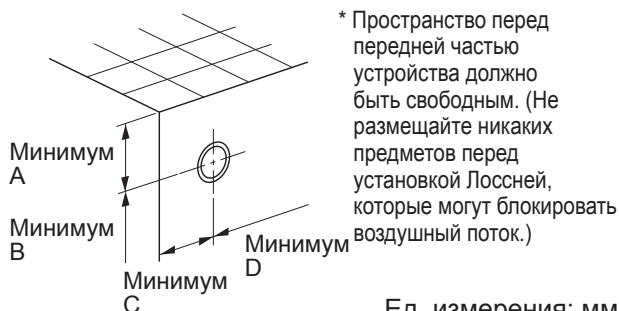 * Пространство перед
передней частью
устройства должно
быть свободным. (Не
размещайте никаких
предметов перед
установкой Лоссней,
которые могут блокировать
воздушный поток.)
Минимум
A
Минимум
B
Минимум
C
Минимум
D
Ед. измерения: мм